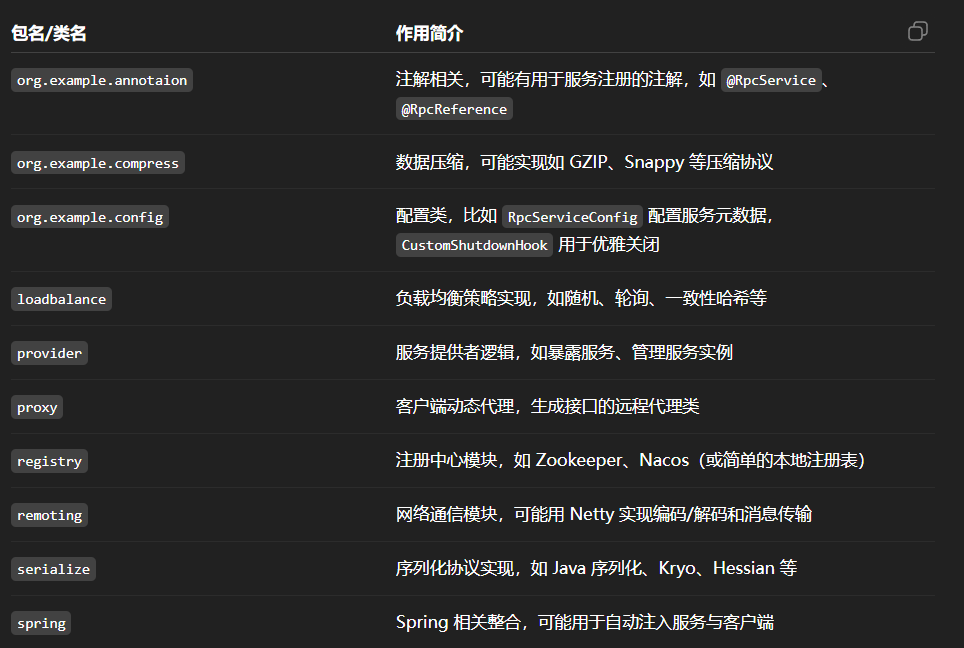 包名/类名 作用简介
org.example.annotaion 注解相关，可能有用于服务注册的注解，如 @RpcService、
@RpcReference
org.example.compress 数据压缩，可能实现如 GZIP、Snappy 等压缩协议
org.example.config 配置类，比如 RpcServiceConfig 配置服务元数据，
CustomShutdownHook 用于优雅关闭
loadbalance 负载均衡策略实现，如随机、轮询、一致性哈希等
provider 服务提供者逻辑，如暴露服务、管理服务实例
proxy 客户端动态代理，生成接口的远程代理类
registry 注册中心模块，如 Zookeeper、Nacos（或简单的本地注册表）
remoting 网络通信模块，可能用 Netty 实现编码/解码和消息传输
serialize 序列化协议实现，如 Java 序列化、Kryo、Hessian 等
spring Spring 相关整合，可能用于自动注入服务与客户端